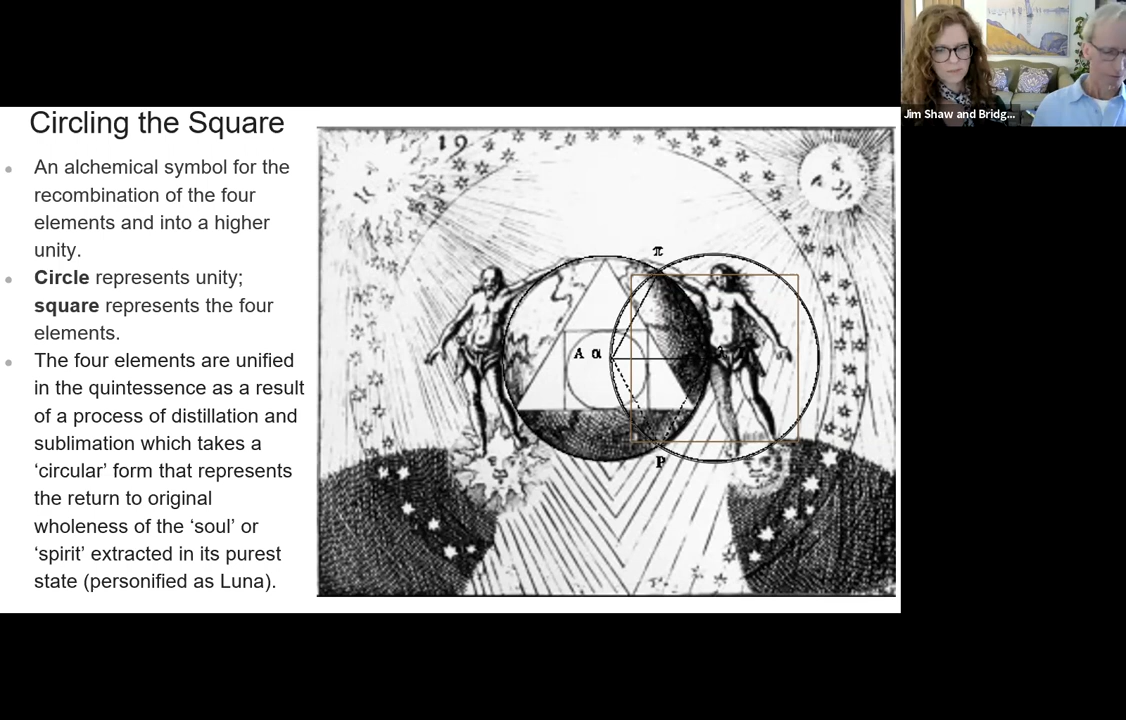 Circling the Square
An alchemical symbol for the
recombination of the four
elements and into a higher
unity.
Circle represents unity;
square represents the four
elements.
The four elements are unified
in the quintessence as a result
of a process of distillation and
sublimation which takes a
‘circular’ form that represents
the return to original
wholeness of the ‘soul’ or
‘spirit’ extracted in its purest
state (personified as Luna).
19
π
A α
P
Jim Shaw and Bridg...